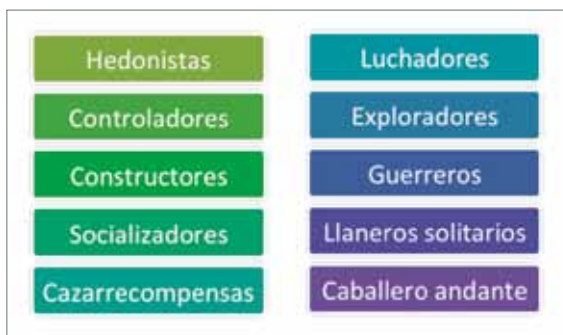 Hedonistas
Controladores
Constructores
Socializadores
Cazarrecompensas
Luchadores
Exploradores
Guerreros
Llaneros solitarios
Caballero andante